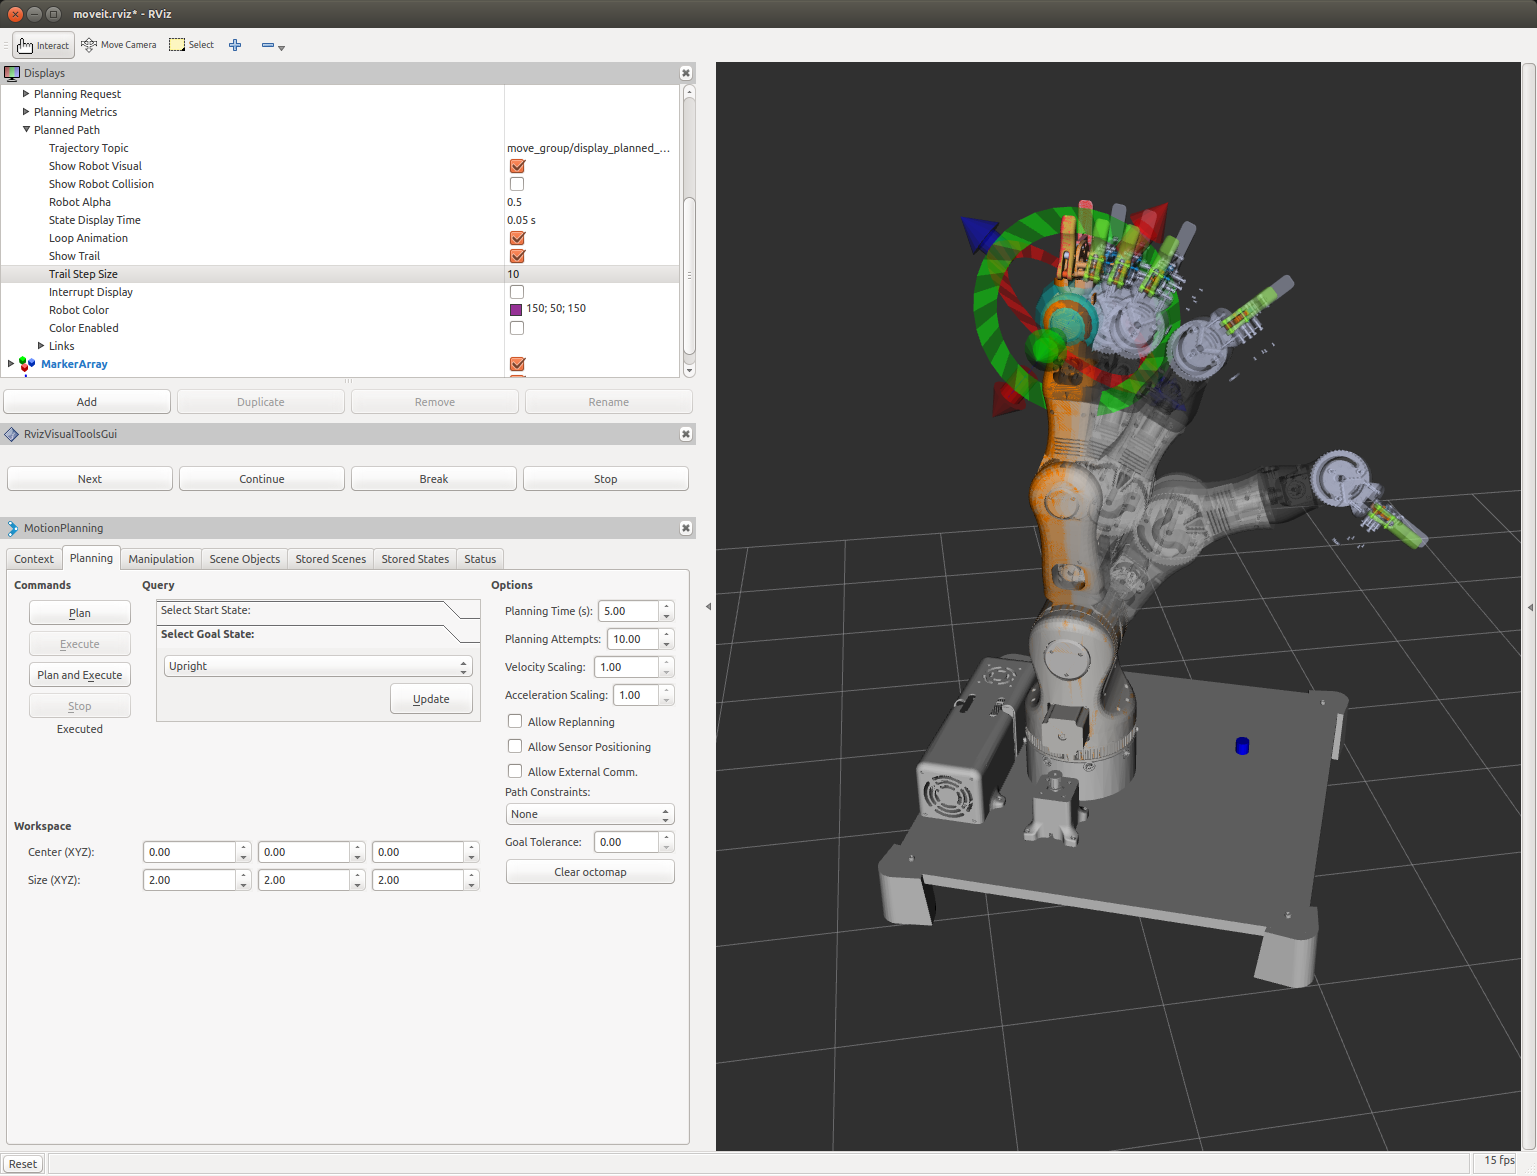 moveit.rviz* - RViz
Interact
Move Camera
Select
Displays
Planning Request
Planning Metrics
Planned Path
Trajectory Topic move_group/display_planned_...
Show Robot Visual
Show Robot Collision
Robot Alpha 0.5
State Display Time 0.05 s
Loop Animation
Show Trail
Trail Step Size 10
Interrupt Display
Robot Color 150; 50; 150
Color Enabled
Links
MarkerArray
Add Duplicate Remove Rename
RvizVisualToolsGui
Next Continue Break Stop
MotionPlanning
Context Planning Manipulation Scene Objects Stored Scenes Stored States Status
Commands
Plan
Execute
Plan and Execute
Stop
Executed
Query
Select Start State:
Select Goal State:
Upright
Update
Options
Planning Time (s): 5.00
Planning Attempts: 10.00
Velocity Scaling: 1.00
Acceleration Scaling: 1.00
Allow Replanning
Allow Sensor Positioning
Allow External Comm.
Path Constraints:
None
Goal Tolerance: 0.00
Clear octomap
Workspace
Center (XYZ): 0.00 0.00 0.00
Size (XYZ): 2.00 2.00 2.00
Reset
15 fps